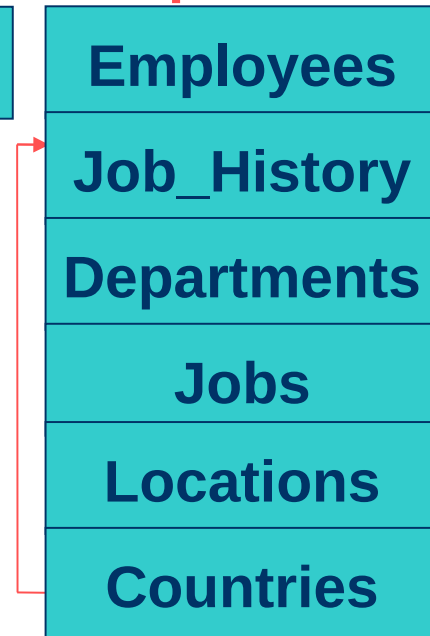 Employees
Job_History
Departments
Jobs
Locations
Countries